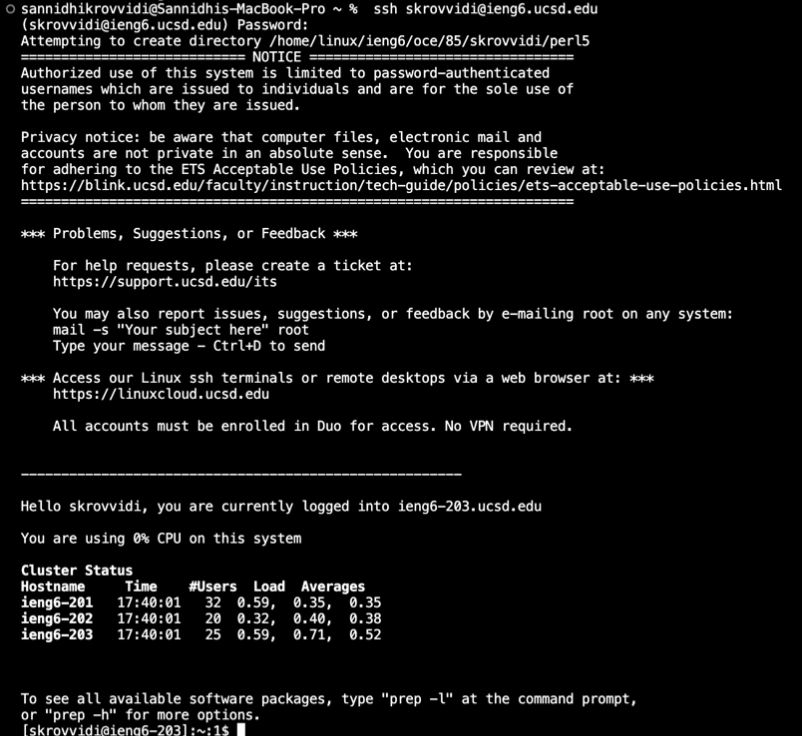 sannidhikrovvidi@Sannidhis-MacBook-Pro ~ %  ssh skrovvidi@ieng6.ucsd.edu
(skrovvidi@ieng6.ucsd.edu) Password:
Attempting to create directory /home/linux/ieng6/oce/85/skrovvidi/perl5
============================ NOTICE =================================
Authorized use of this system is limited to password-authenticated
usernames which are issued to individuals and are for the sole use of
the person to whom they are issued.

Privacy notice: be aware that computer files, electronic mail and
accounts are not private in an absolute sense.  You are responsible
for adhering to the ETS Acceptable Use Policies, which you can review at:
https://blink.ucsd.edu/faculty/instruction/tech-guide/policies/ets-acceptable-use-policies.html
=====================================================================

*** Problems, Suggestions, or Feedback ***

    For help requests, please create a ticket at:
    https://support.ucsd.edu/its

    You may also report issues, suggestions, or feedback by e-mailing root on any system:
    mail -s "Your subject here" root
    Type your message - Ctrl+D to send

*** Access our Linux ssh terminals or remote desktops via a web browser at: ***
    https://linuxcloud.ucsd.edu

    All accounts must be enrolled in Duo for access. No VPN required.


-------------------------------------------------------

Hello skrovvidi, you are currently logged into ieng6-203.ucsd.edu

You are using 0% CPU on this system

Cluster Status
Hostname     Time    #Users  Load  Averages
ieng6-201   17:40:01   32  0.59,  0.35,  0.35
ieng6-202   17:40:01   20  0.32,  0.40,  0.38
ieng6-203   17:40:01   25  0.59,  0.71,  0.52



To see all available software packages, type "prep -l" at the command prompt,
or "prep -h" for more options.
[skrovvidi@ieng6-203]:~:1$